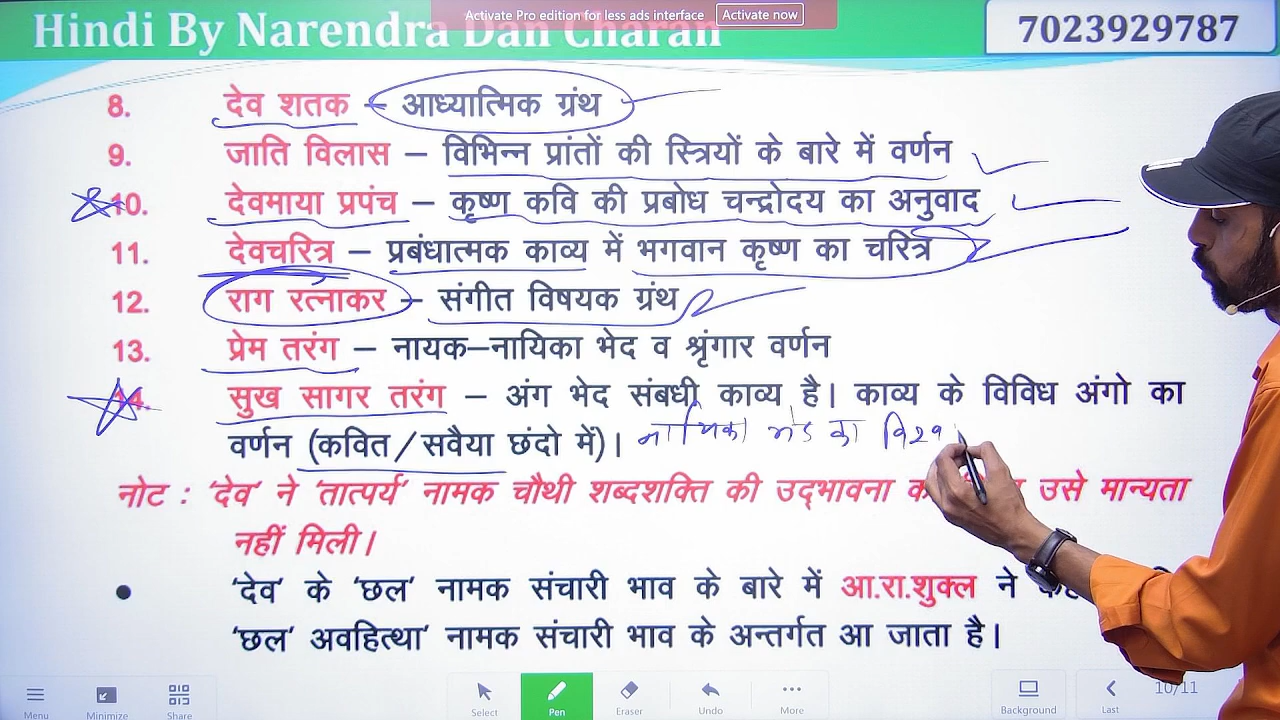 Hindi By Narendra Dan Charan
Activate Pro edition for less ads interface Activate now
7023929787
8. देव शतक – आध्यात्मिक ग्रंथ
9. जाति विलास – विभिन्न प्रांतों की स्त्रियों के बारे में वर्णन
10. देवमाया प्रपंच – कृष्ण कवि की प्रबोध चन्द्रोदय का अनुवाद
11. देवचरित्र – प्रबंधात्मक काव्य में भगवान कृष्ण का चरित्र
12. राग रत्नाकर – संगीत विषयक ग्रंथ
13. प्रेम तरंग – नायक–नायिका भेद व श्रृंगार वर्णन
14. सुख सागर तरंग – अंग भेद संबधी काव्य है। काव्य के विविध अंगो का
वर्णन (कवित/सवैया छंदो में)। नायिका भेद का
नोट : 'देव' ने 'तात्पर्य' नामक चौथी शब्दशक्ति की उद्भावना उसे मान्यता
नहीं मिली।
• 'देव' के 'छल' नामक संचारी भाव के बारे में आ.रा.शुक्ल ने
'छल' अवहित्था' नामक संचारी भाव के अन्तर्गत आ जाता है।
Menu Minimize Share Select Pen Eraser Undo More Background Last 10/11